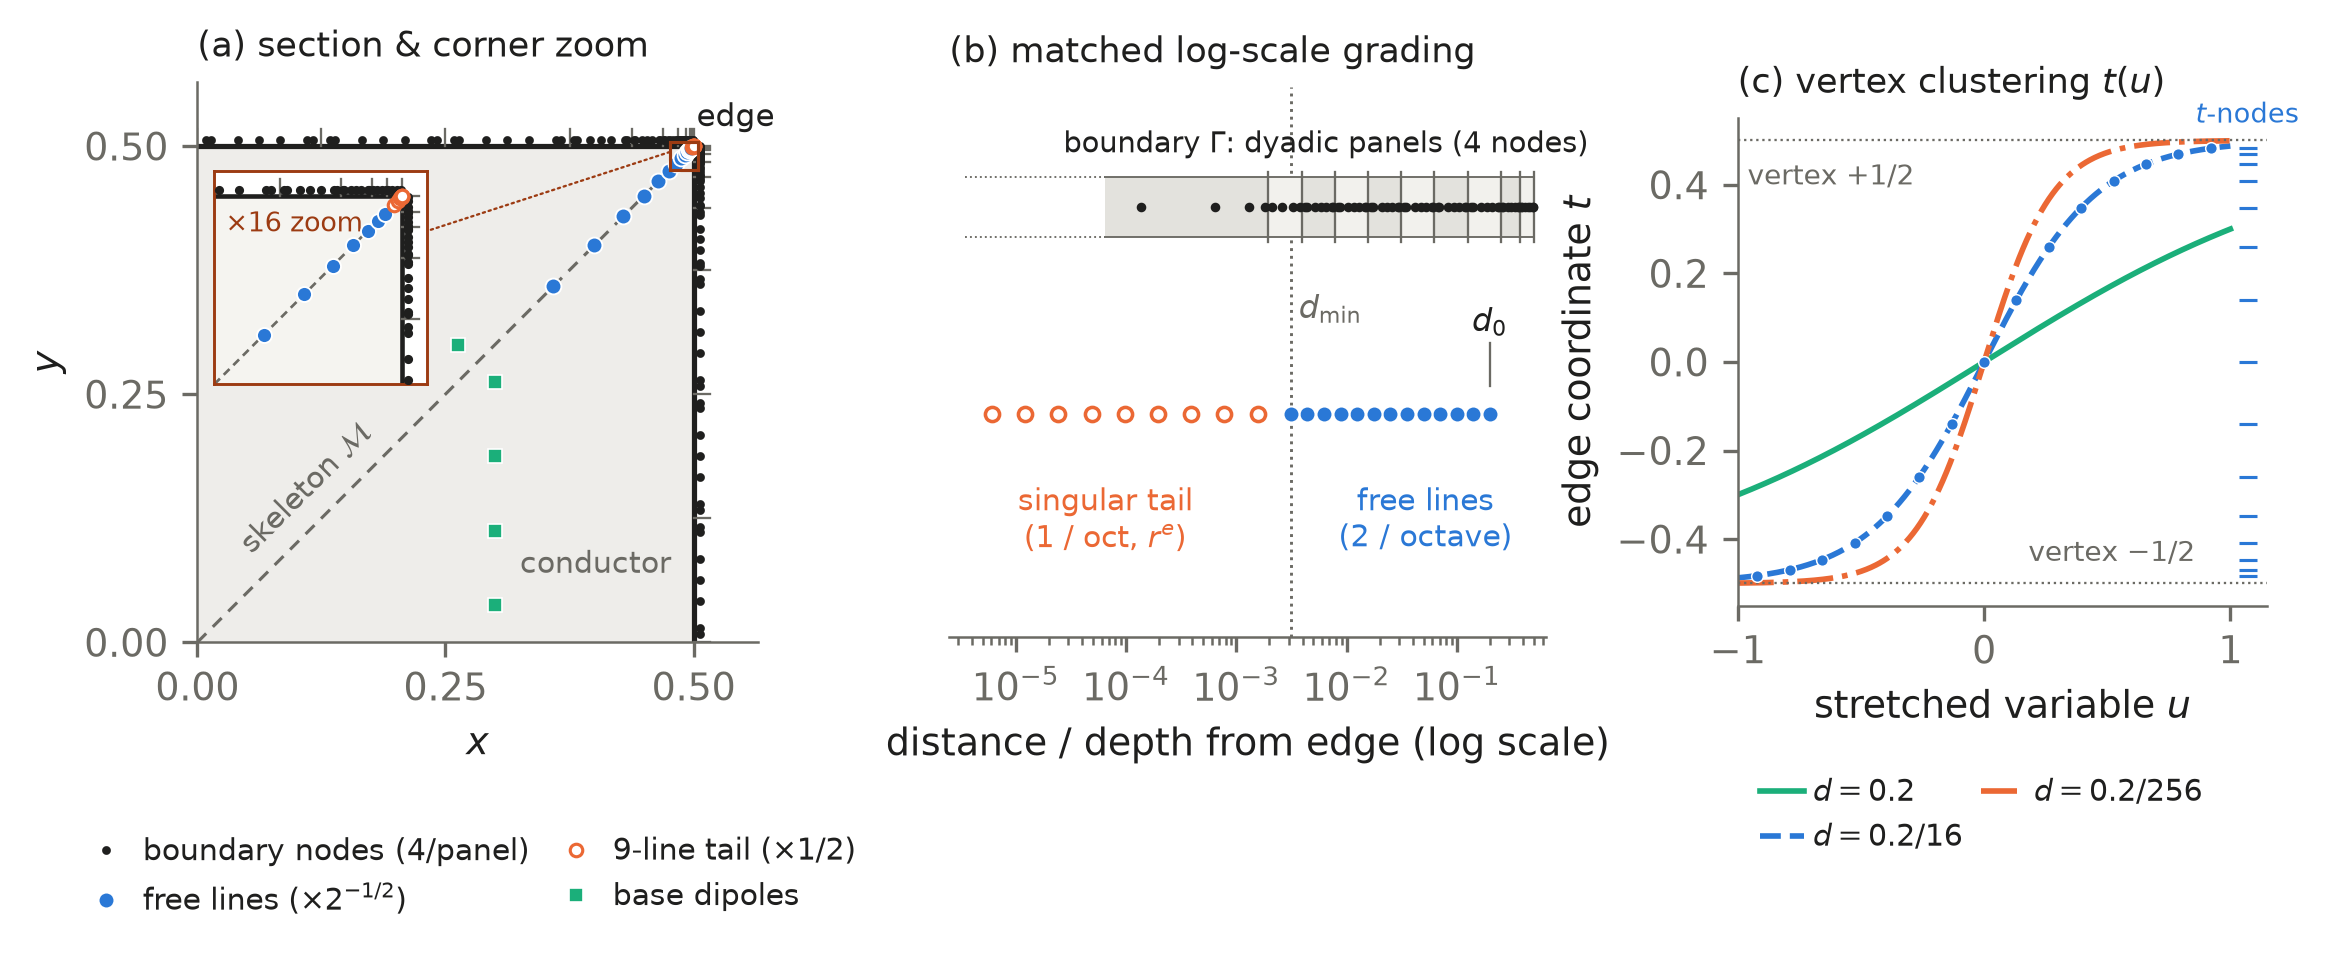 (a) section & corner zoom
edge
0.50
0.25
0.00
y
×16 zoom
skeleton ℳ
conductor
0.00
0.25
0.50
x
boundary nodes (4/panel)
free lines (×2⁻¹ᐟ²)
9-line tail (×1/2)
base dipoles
(b) matched log-scale grading
boundary Γ: dyadic panels (4 nodes)
d_min
d₀
singular tail
(1 / oct, rᵉ)
free lines
(2 / octave)
10⁻⁵
10⁻⁴
10⁻³
10⁻²
10⁻¹
distance / depth from edge (log scale)
(c) vertex clustering t(u)
t-nodes
vertex +1/2
edge coordinate t
0.4
0.2
0.0
−0.2
−0.4
vertex −1/2
−1
0
1
stretched variable u
d = 0.2
d = 0.2/16
d = 0.2/256